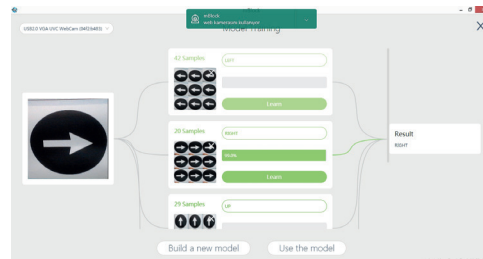 mBlock
web kamerasını kullanıyor
USB2.0 VGA UVC WebCam (04f2:b483)
Model Training
X
42 Samples
LEFT
Learn
20 Samples
RIGHT
Learn
29 Samples
UP
Result
RIGHT
Build a new model
Use the model